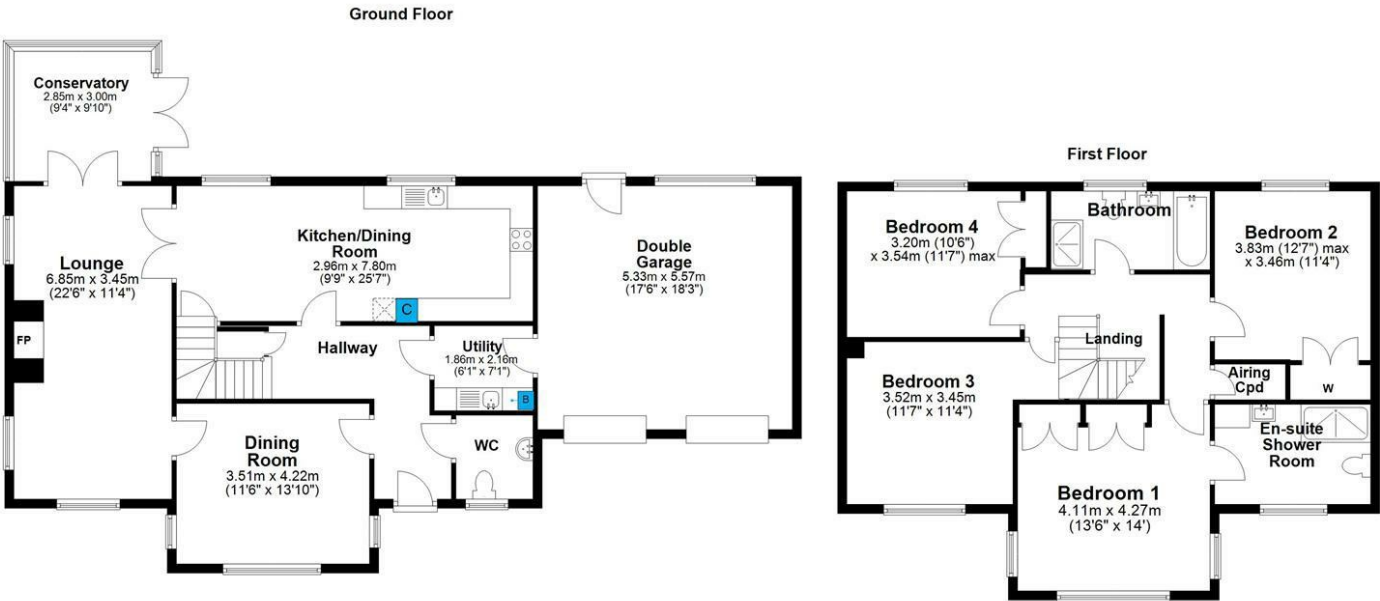 Ground Floor
Conservatory
2.85m x 3.00m
(9'4" x 9'10")
Lounge
6.85m x 3.45m
(22'6" x 11'4")
FP
Kitchen/Dining
Room
2.96m x 7.80m
(9'9" x 25'7")
C
Double
Garage
5.33m x 5.57m
(17'6" x 18'3")
Hallway
Utility
1.86m x 2.16m
(6'1" x 7'1")
B
Dining
Room
3.51m x 4.22m
(11'6" x 13'10")
WC
First Floor
Bedroom 4
3.20m (10'6")
x 3.54m (11'7") max
Bathroom
Bedroom 2
3.83m (12'7") max
x 3.46m (11'4")
Landing
Bedroom 3
3.52m x 3.45m
(11'7" x 11'4")
Airing
Cpd
W
En-suite
Shower
Room
Bedroom 1
4.11m x 4.27m
(13'6" x 14')